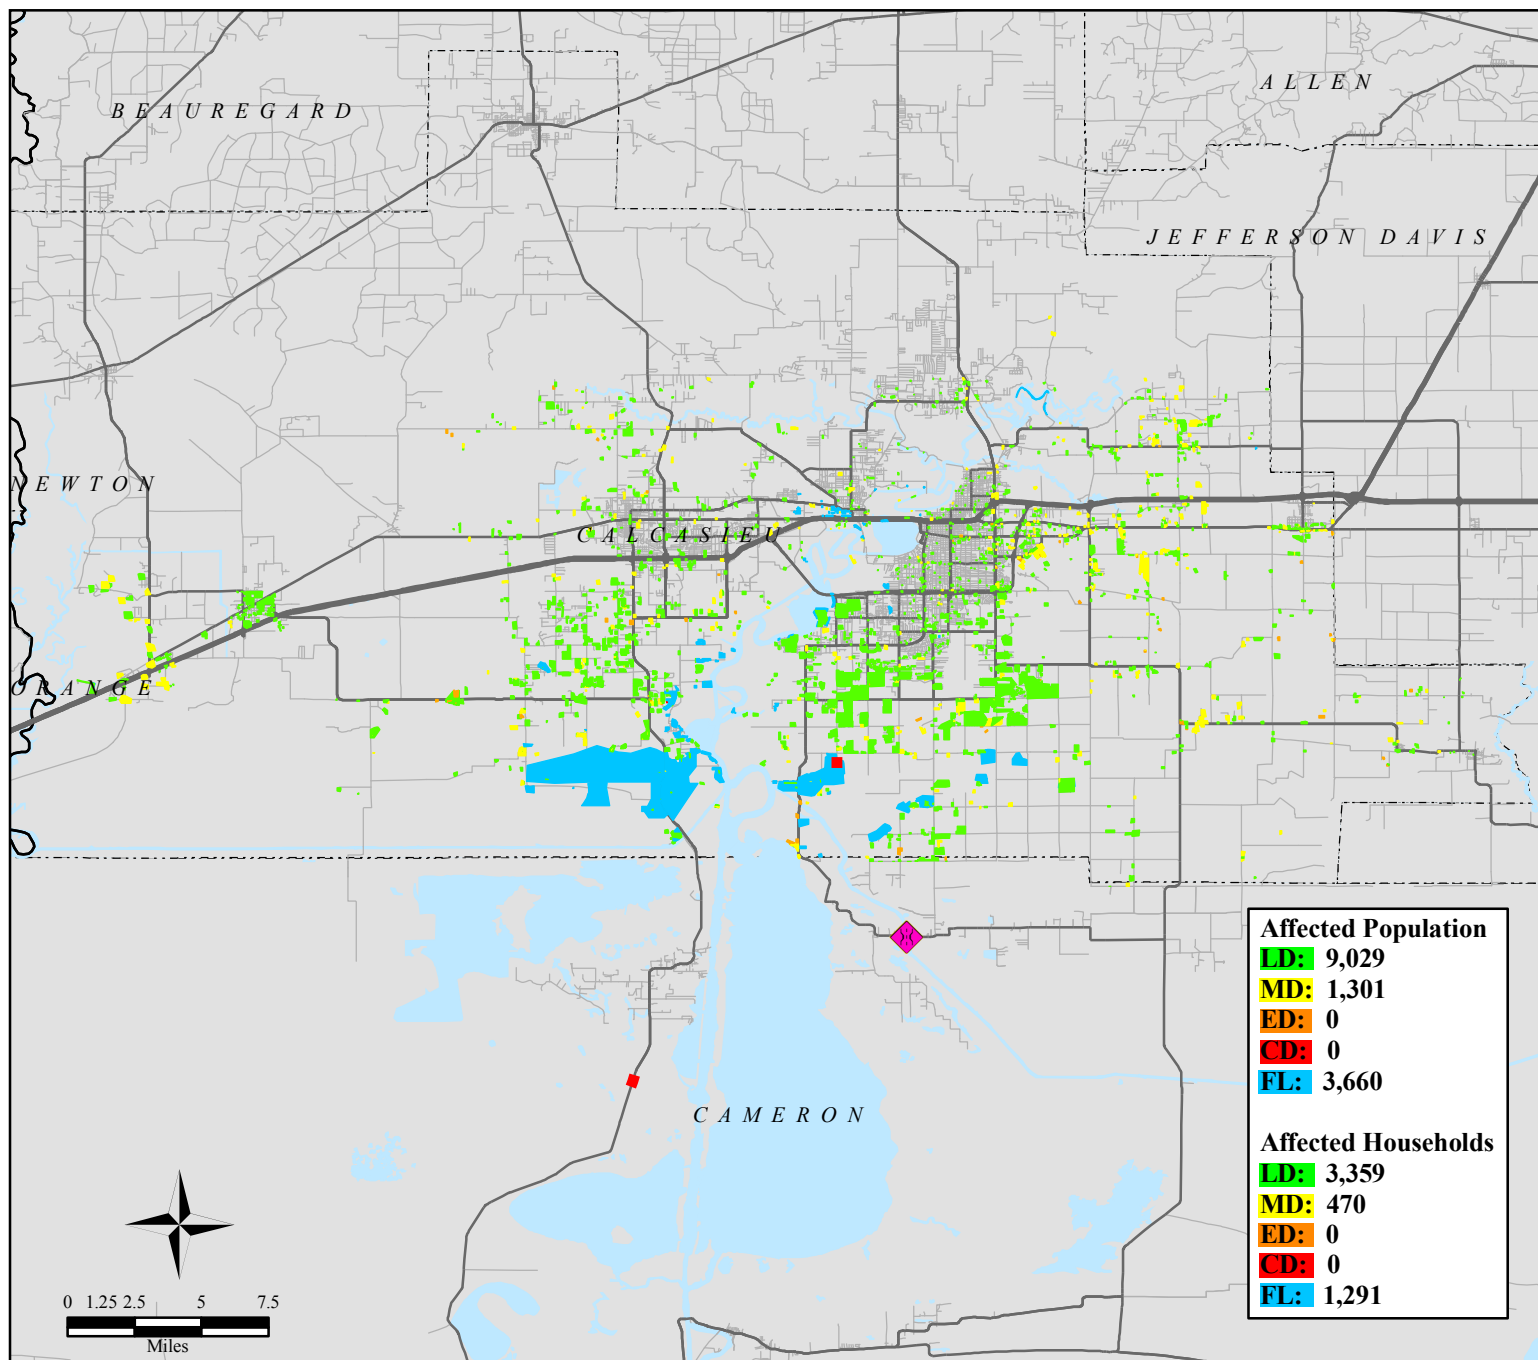 BEAUREGARD
ALLEN
JEFFERSON DAVIS
NEWTON
CALCASIEU
ORANGE
CAMERON
Affected Population
LD: 9,029
MD: 1,301
ED: 0
CD: 0
FL: 3,660
Affected Households
LD: 3,359
MD: 470
ED: 0
CD: 0
FL: 1,291
0 1.25 2.5 5 7.5
Miles